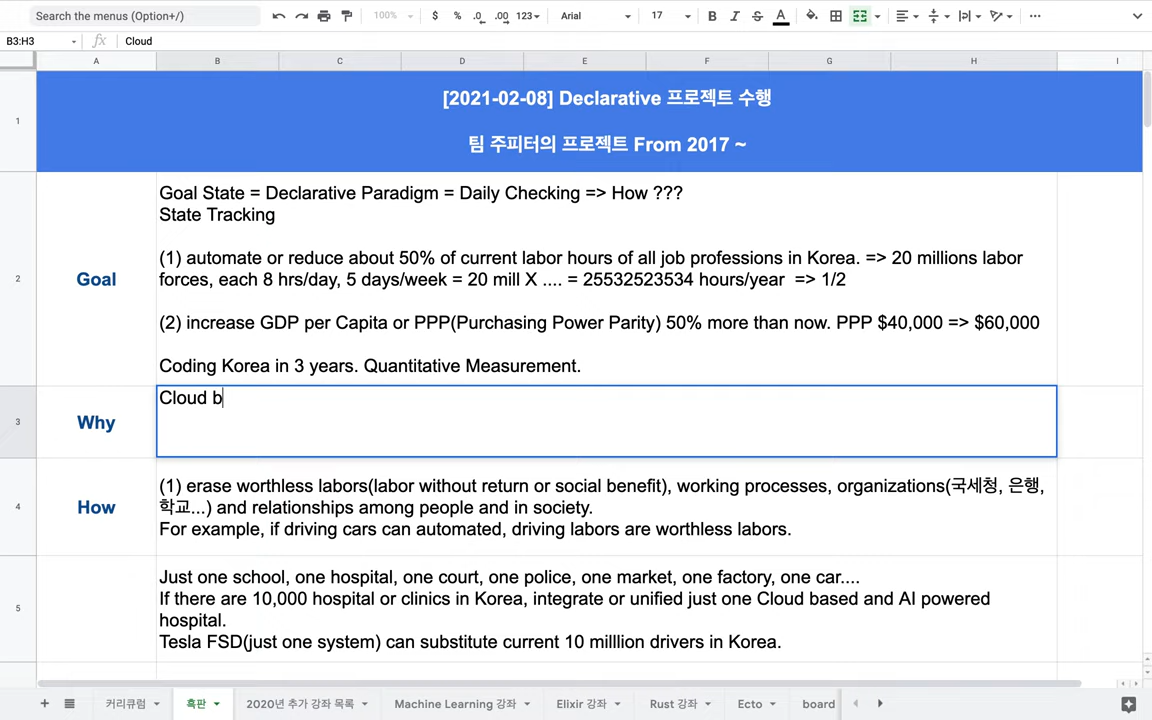 Search the menus (Option+/)
100%
$ % .0 .00 123
Arial
17
B I S A
B3:H3
fx
Cloud
A B C D E F G H I
1
[2021-02-08] Declarative 프로젝트 수행
팀 주피터의 프로젝트 From 2017 ~
2
Goal
Goal State = Declarative Paradigm = Daily Checking => How ???
State Tracking
(1) automate or reduce about 50% of current labor hours of all job professions in Korea. => 20 millions labor
forces, each 8 hrs/day, 5 days/week = 20 mill X .... = 25532523534 hours/year => 1/2
(2) increase GDP per Capita or PPP(Purchasing Power Parity) 50% more than now. PPP $40,000 => $60,000
Coding Korea in 3 years. Quantitative Measurement.
3
Why
Cloud b
4
How
(1) erase worthless labors(labor without return or social benefit), working processes, organizations(국세청, 은행,
학교...) and relationships among people and in society.
For example, if driving cars can automated, driving labors are worthless labors.
5
Just one school, one hospital, one court, one police, one market, one factory, one car....
If there are 10,000 hospital or clinics in Korea, integrate or unified just one Cloud based and AI powered
hospital.
Tesla FSD(just one system) can substitute current 10 milllion drivers in Korea.
커리큐럼
흑판
2020년 추가 강좌 목록
Machine Learning 강좌
Elixir 강좌
Rust 강좌
Ecto
board